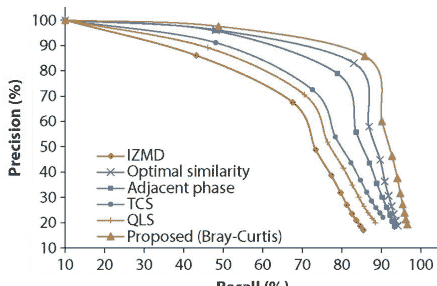 100
90
80
70
60
50
40
30
20
10
Precision (%)
IZMD
Optimal similarity
Adjacent phase
TCS
QLS
Proposed (Bray-Curtis)
10 20 30 40 50 60 70 80 90 100
Recall (%)